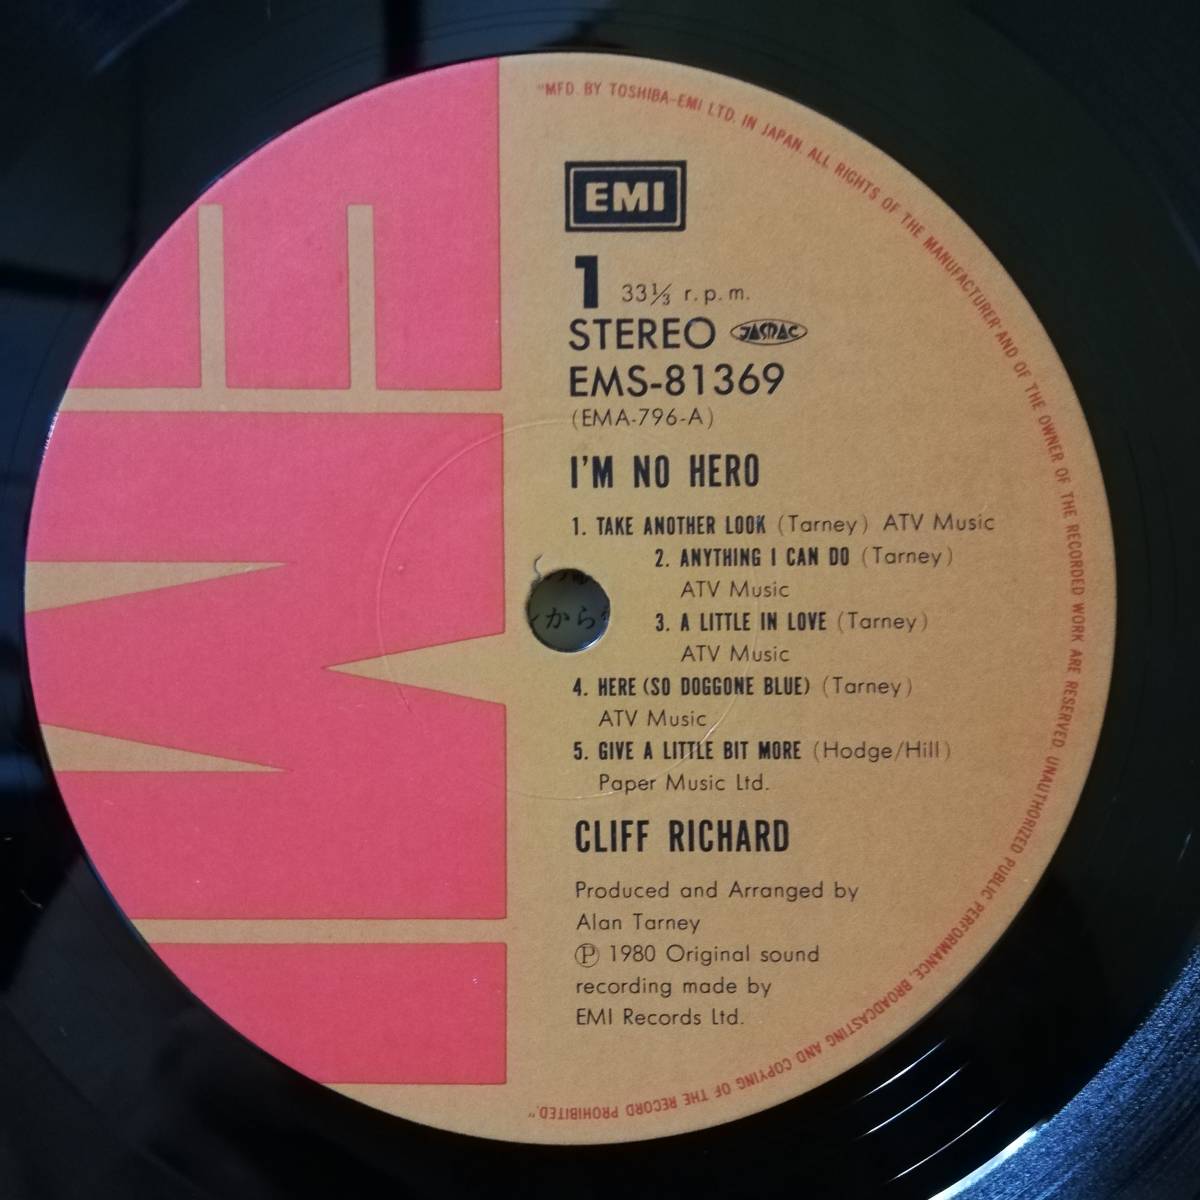 "MFD. BY TOSHIBA-EMI LTD. IN JAPAN. ALL RIGHTS OF THE MANUFACTURER AND OF THE OWNER OF THE RECORDED WORK ARE RESERVED. UNAUTHORIZED PUBLIC PERFORMANCE, BROADCASTING AND COPYING OF THE RECORD PROHIBITED."
EMI
EMI
1 33⅓ r.p.m.
STEREO JASRAC
EMS-81369
(EMA-796-A)
I'M NO HERO
1. TAKE ANOTHER LOOK (Tarney) ATV Music
2. ANYTHING I CAN DO (Tarney)
ATV Music
3. A LITTLE IN LOVE (Tarney)
ATV Music
から
4. HERE (SO DOGGONE BLUE) (Tarney)
ATV Music
5. GIVE A LITTLE BIT MORE (Hodge/Hill)
Paper Music Ltd.
CLIFF RICHARD
Produced and Arranged by
Alan Tarney
Ⓟ 1980 Original sound
recording made by
EMI Records Ltd.